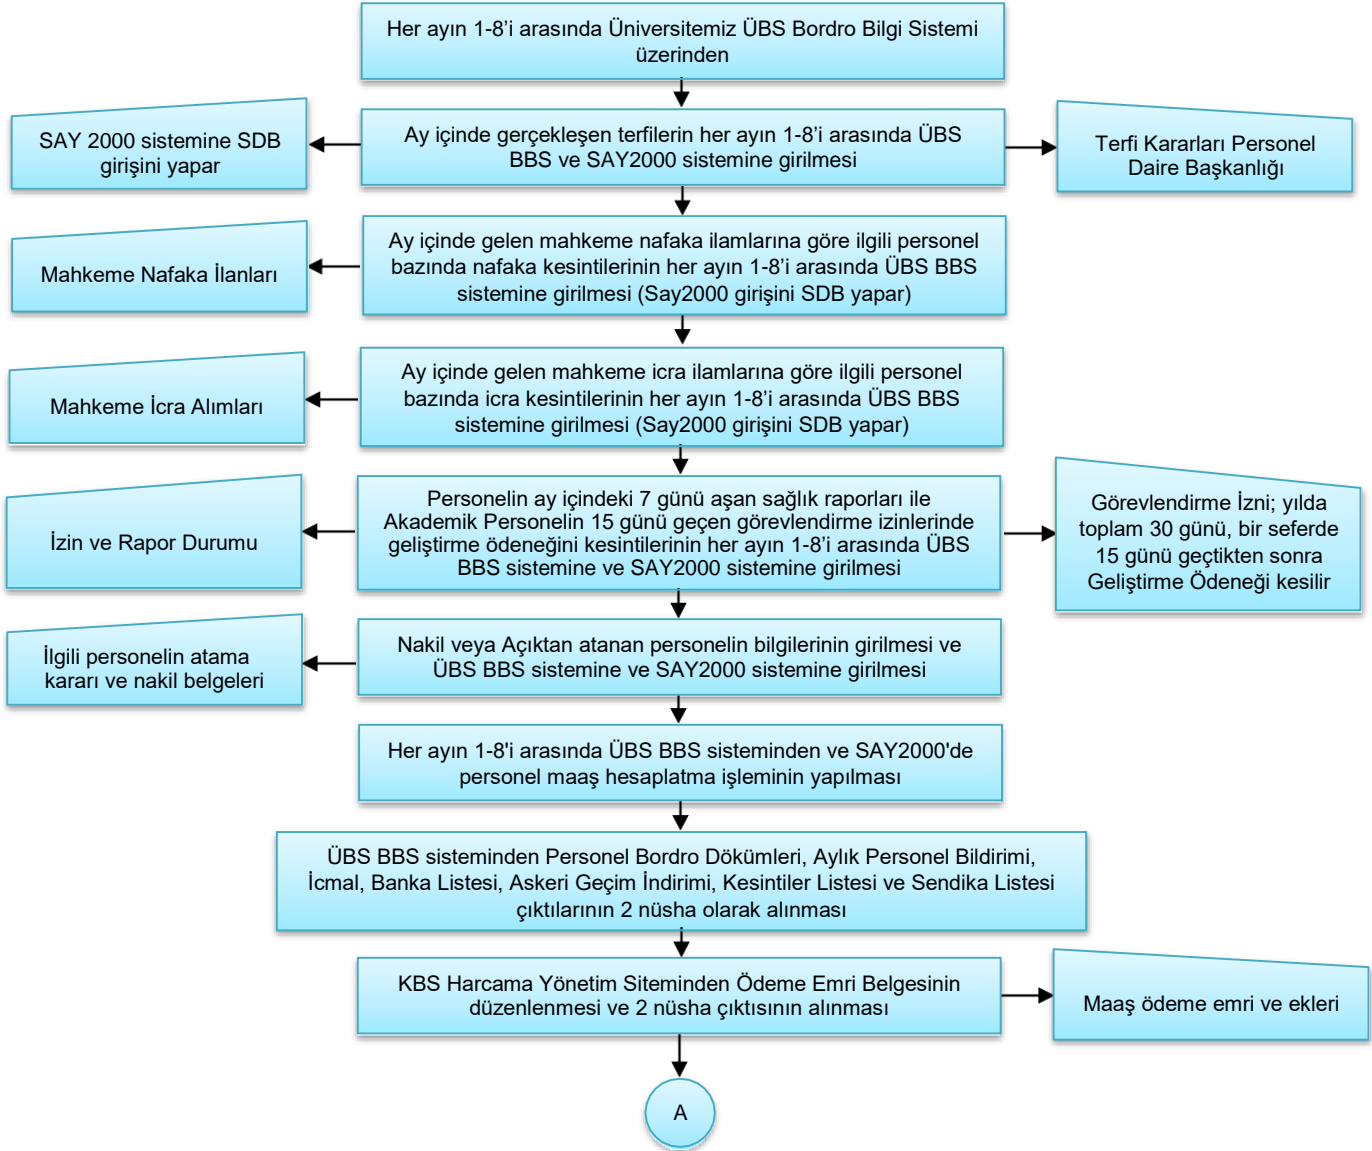 Her ayın 1-8’i arasında Üniversitemiz ÜBS Bordro Bilgi Sistemi
üzerinden
SAY 2000 sistemine SDB
girişini yapar
Ay içinde gerçekleşen terfilerin her ayın 1-8’i arasında ÜBS
BBS ve SAY2000 sistemine girilmesi
Terfi Kararları Personel
Daire Başkanlığı
Mahkeme Nafaka İlanları
Ay içinde gelen mahkeme nafaka ilamlarına göre ilgili personel
bazında nafaka kesintilerinin her ayın 1-8’i arasında ÜBS BBS
sistemine girilmesi (Say2000 girişini SDB yapar)
Mahkeme İcra Alımları
Ay içinde gelen mahkeme icra ilamlarına göre ilgili personel
bazında icra kesintilerinin her ayın 1-8’i arasında ÜBS BBS
sistemine girilmesi (Say2000 girişini SDB yapar)
İzin ve Rapor Durumu
Personelin ay içindeki 7 günü aşan sağlık raporları ile
Akademik Personelin 15 günü geçen görevlendirme izinlerinde
geliştirme ödeneğini kesintilerinin her ayın 1-8’i arasında ÜBS
BBS sistemine ve SAY2000 sistemine girilmesi
Görevlendirme İzni; yılda
toplam 30 günü, bir seferde
15 günü geçtikten sonra
Geliştirme Ödeneği kesilir
İlgili personelin atama
kararı ve nakil belgeleri
Nakil veya Açıktan atanan personelin bilgilerinin girilmesi ve
ÜBS BBS sistemine ve SAY2000 sistemine girilmesi
Her ayın 1-8'i arasında ÜBS BBS sisteminden ve SAY2000'de
personel maaş hesaplatma işleminin yapılması
ÜBS BBS sisteminden Personel Bordro Dökümleri, Aylık Personel Bildirimi,
İcmal, Banka Listesi, Askeri Geçim İndirimi, Kesintiler Listesi ve Sendika Listesi
çıktılarının 2 nüsha olarak alınması
KBS Harcama Yönetim Siteminden Ödeme Emri Belgesinin
düzenlenmesi ve 2 nüsha çıktısının alınması
Maaş ödeme emri ve ekleri
A